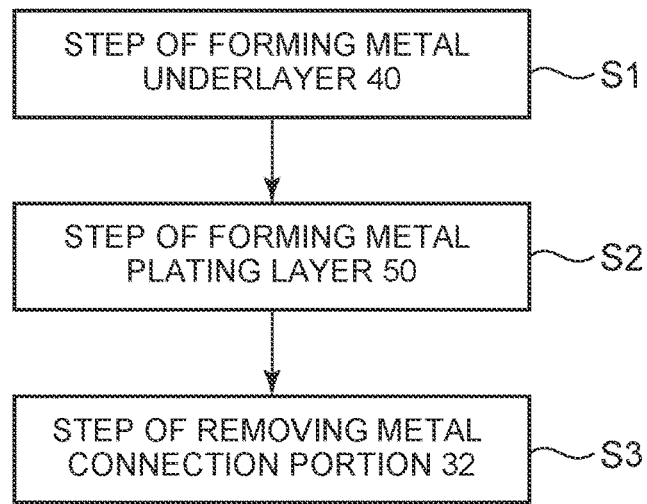 STEP OF FORMING METAL
UNDERLAYER 40
S1
STEP OF FORMING METAL
PLATING LAYER 50
S2
STEP OF REMOVING METAL
CONNECTION PORTION 32
S3